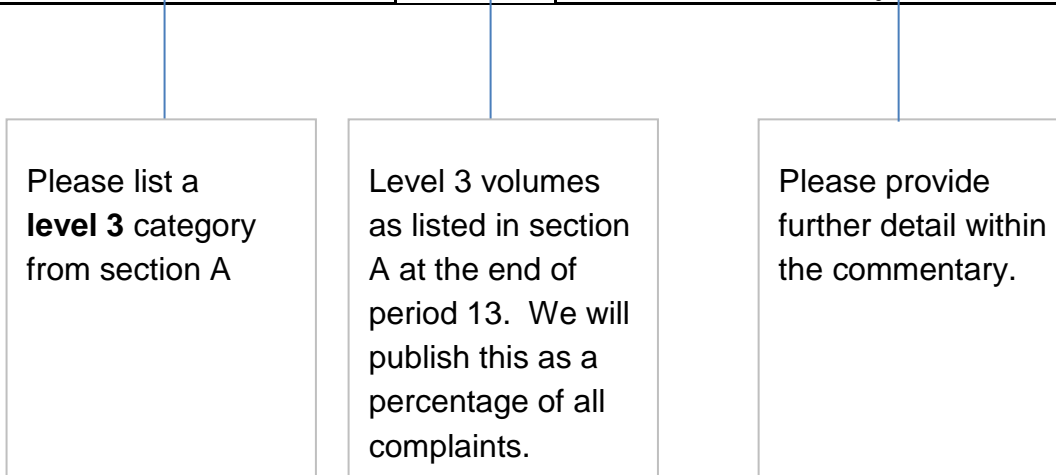 Please list a
level 3 category
from section A
Level 3 volumes
as listed in section
A at the end of
period 13.  We will
publish this as a
percentage of all
complaints.
Please provide
further detail within
the commentary.